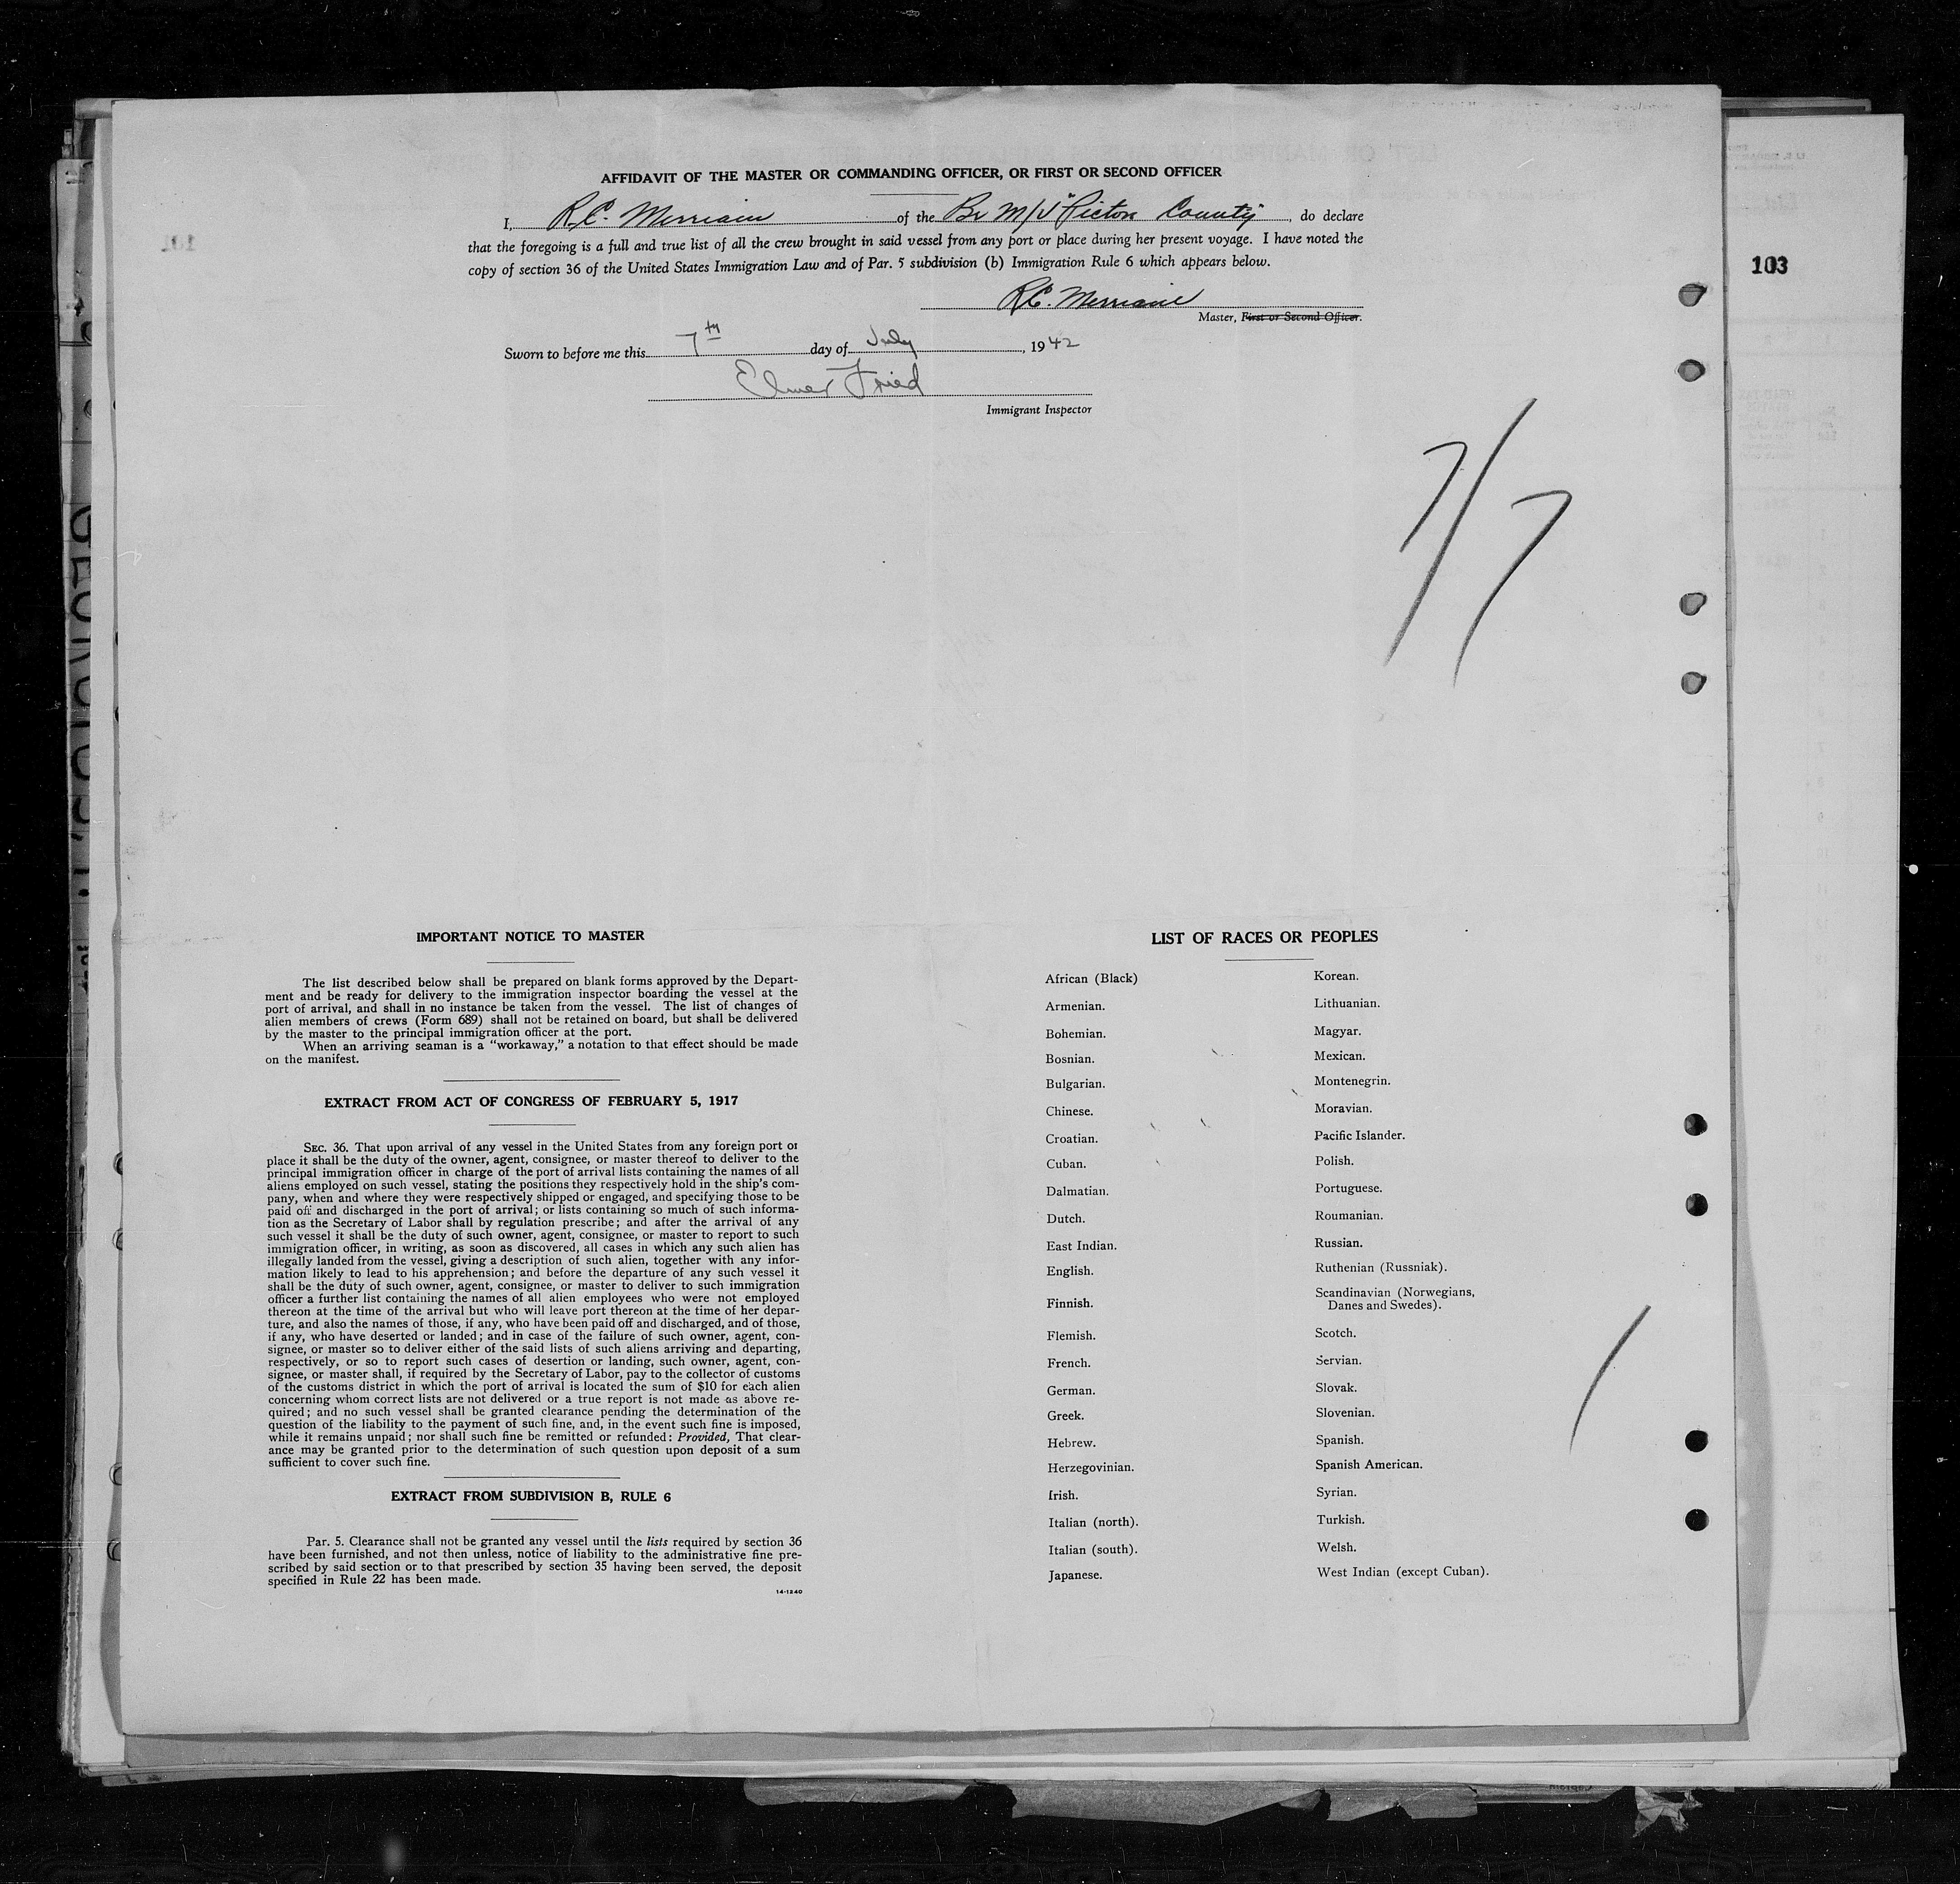 AFFIDAVIT OF THE MASTER OR COMMANDING OFFICER, OR FIRST OR SECOND OFFICER
I, R.C. Merriam of the Br M/V "Picton County", do declare
that the foregoing is a full and true list of all the crew brought in said vessel from any port or place during her present voyage. I have noted the
copy of section 36 of the United States Immigration Law and of Par. 5 subdivision (b) Immigration Rule 6 which appears below.
R.C. Merriam
Master, First or Second Officer.
Sworn to before me this 7th day of July, 1942
Elmer Fried
Immigrant Inspector
103
7/7
IMPORTANT NOTICE TO MASTER
The list described below shall be prepared on blank forms approved by the Depart-
ment and be ready for delivery to the immigration inspector boarding the vessel at the
port of arrival, and shall in no instance be taken from the vessel. The list of changes of
alien members of crews (Form 689) shall not be retained on board, but shall be delivered
by the master to the principal immigration officer at the port.
When an arriving seaman is a "workaway," a notation to that effect should be made
on the manifest.
EXTRACT FROM ACT OF CONGRESS OF FEBRUARY 5, 1917
SEC. 36. That upon arrival of any vessel in the United States from any foreign port or
place it shall be the duty of the owner, agent, consignee, or master thereof to deliver to the
principal immigration officer in charge of the port of arrival lists containing the names of all
aliens employed on such vessel, stating the positions they respectively hold in the ship's com-
pany, when and where they were respectively shipped or engaged, and specifying those to be
paid off and discharged in the port of arrival; or lists containing so much of such informa-
tion as the Secretary of Labor shall by regulation prescribe; and after the arrival of any
such vessel it shall be the duty of such owner, agent, consignee, or master to report to such
immigration officer, in writing, as soon as discovered, all cases in which any such alien has
illegally landed from the vessel, giving a description of such alien, together with any infor-
mation likely to lead to his apprehension; and before the departure of any such vessel it
shall be the duty of such owner, agent, consignee, or master to deliver to such immigration
officer a further list containing the names of all alien employees who were not employed
thereon at the time of the arrival but who will leave port thereon at the time of her depar-
ture, and also the names of those, if any, who have been paid off and discharged, and of those,
if any, who have deserted or landed; and in case of the failure of such owner, agent, con-
signee, or master so to deliver either of the said lists of such aliens arriving and departing,
respectively, or so to report such cases of desertion or landing, such owner, agent, con-
signee, or master shall, if required by the Secretary of Labor, pay to the collector of customs
of the customs district in which the port of arrival is located the sum of $10 for each alien
concerning whom correct lists are not delivered or a true report is not made as above re-
quired; and no such vessel shall be granted clearance pending the determination of the
question of the liability to the payment of such fine, and, in the event such fine is imposed,
while it remains unpaid; nor shall such fine be remitted or refunded: Provided, That clear-
ance may be granted prior to the determination of such question upon deposit of a sum
sufficient to cover such fine.
EXTRACT FROM SUBDIVISION B, RULE 6
Par. 5. Clearance shall not be granted any vessel until the lists required by section 36
have been furnished, and not then unless, notice of liability to the administrative fine pre-
scribed by said section or to that prescribed by section 35 having been served, the deposit
specified in Rule 22 has been made.
14-1240
LIST OF RACES OR PEOPLES
African (Black)
Armenian.
Bohemian.
Bosnian.
Bulgarian.
Chinese.
Croatian.
Cuban.
Dalmatian.
Dutch.
East Indian.
English.
Finnish.
Flemish.
French.
German.
Greek.
Hebrew.
Herzegovinian.
Irish.
Italian (north).
Italian (south).
Japanese.
Korean.
Lithuanian.
Magyar.
Mexican.
Montenegrin.
Moravian.
Pacific Islander.
Polish.
Portuguese.
Roumanian.
Russian.
Ruthenian (Russniak).
Scandinavian (Norwegians,
Danes and Swedes).
Scotch.
Servian.
Slovak.
Slovenian.
Spanish.
Spanish American.
Syrian.
Turkish.
Welsh.
West Indian (except Cuban).